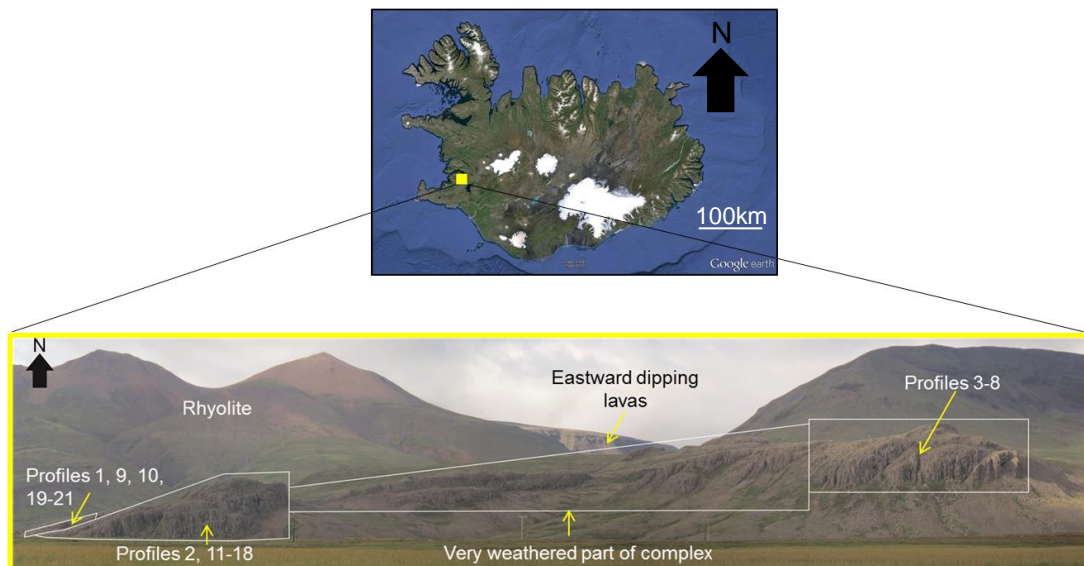 N
100km
Google earth
N
Eastward dipping
lavas
Rhyolite
Profiles 3-8
Profiles 1, 9, 10,
19-21
Profiles 2, 11-18
Very weathered part of complex